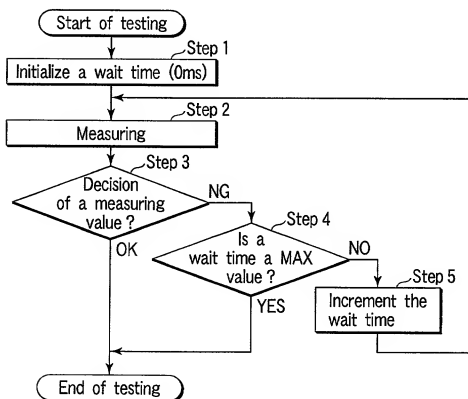 Start of testing
Step 1
Initialize a wait time (0ms)
Step 2
Measuring
Step 3
Decision
of a measuring
value?
NG
OK
Step 4
Is a
wait time a MAX
value?
NO
YES
Step 5
Increment the
wait time
End of testing